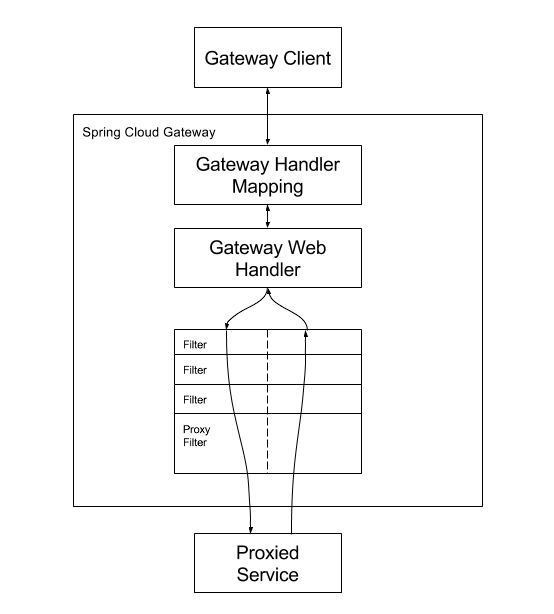 Gateway Client
Spring Cloud Gateway
Gateway Handler
Mapping
Gateway Web
Handler
Filter
Filter
Filter
Proxy
Filter
Proxied
Service